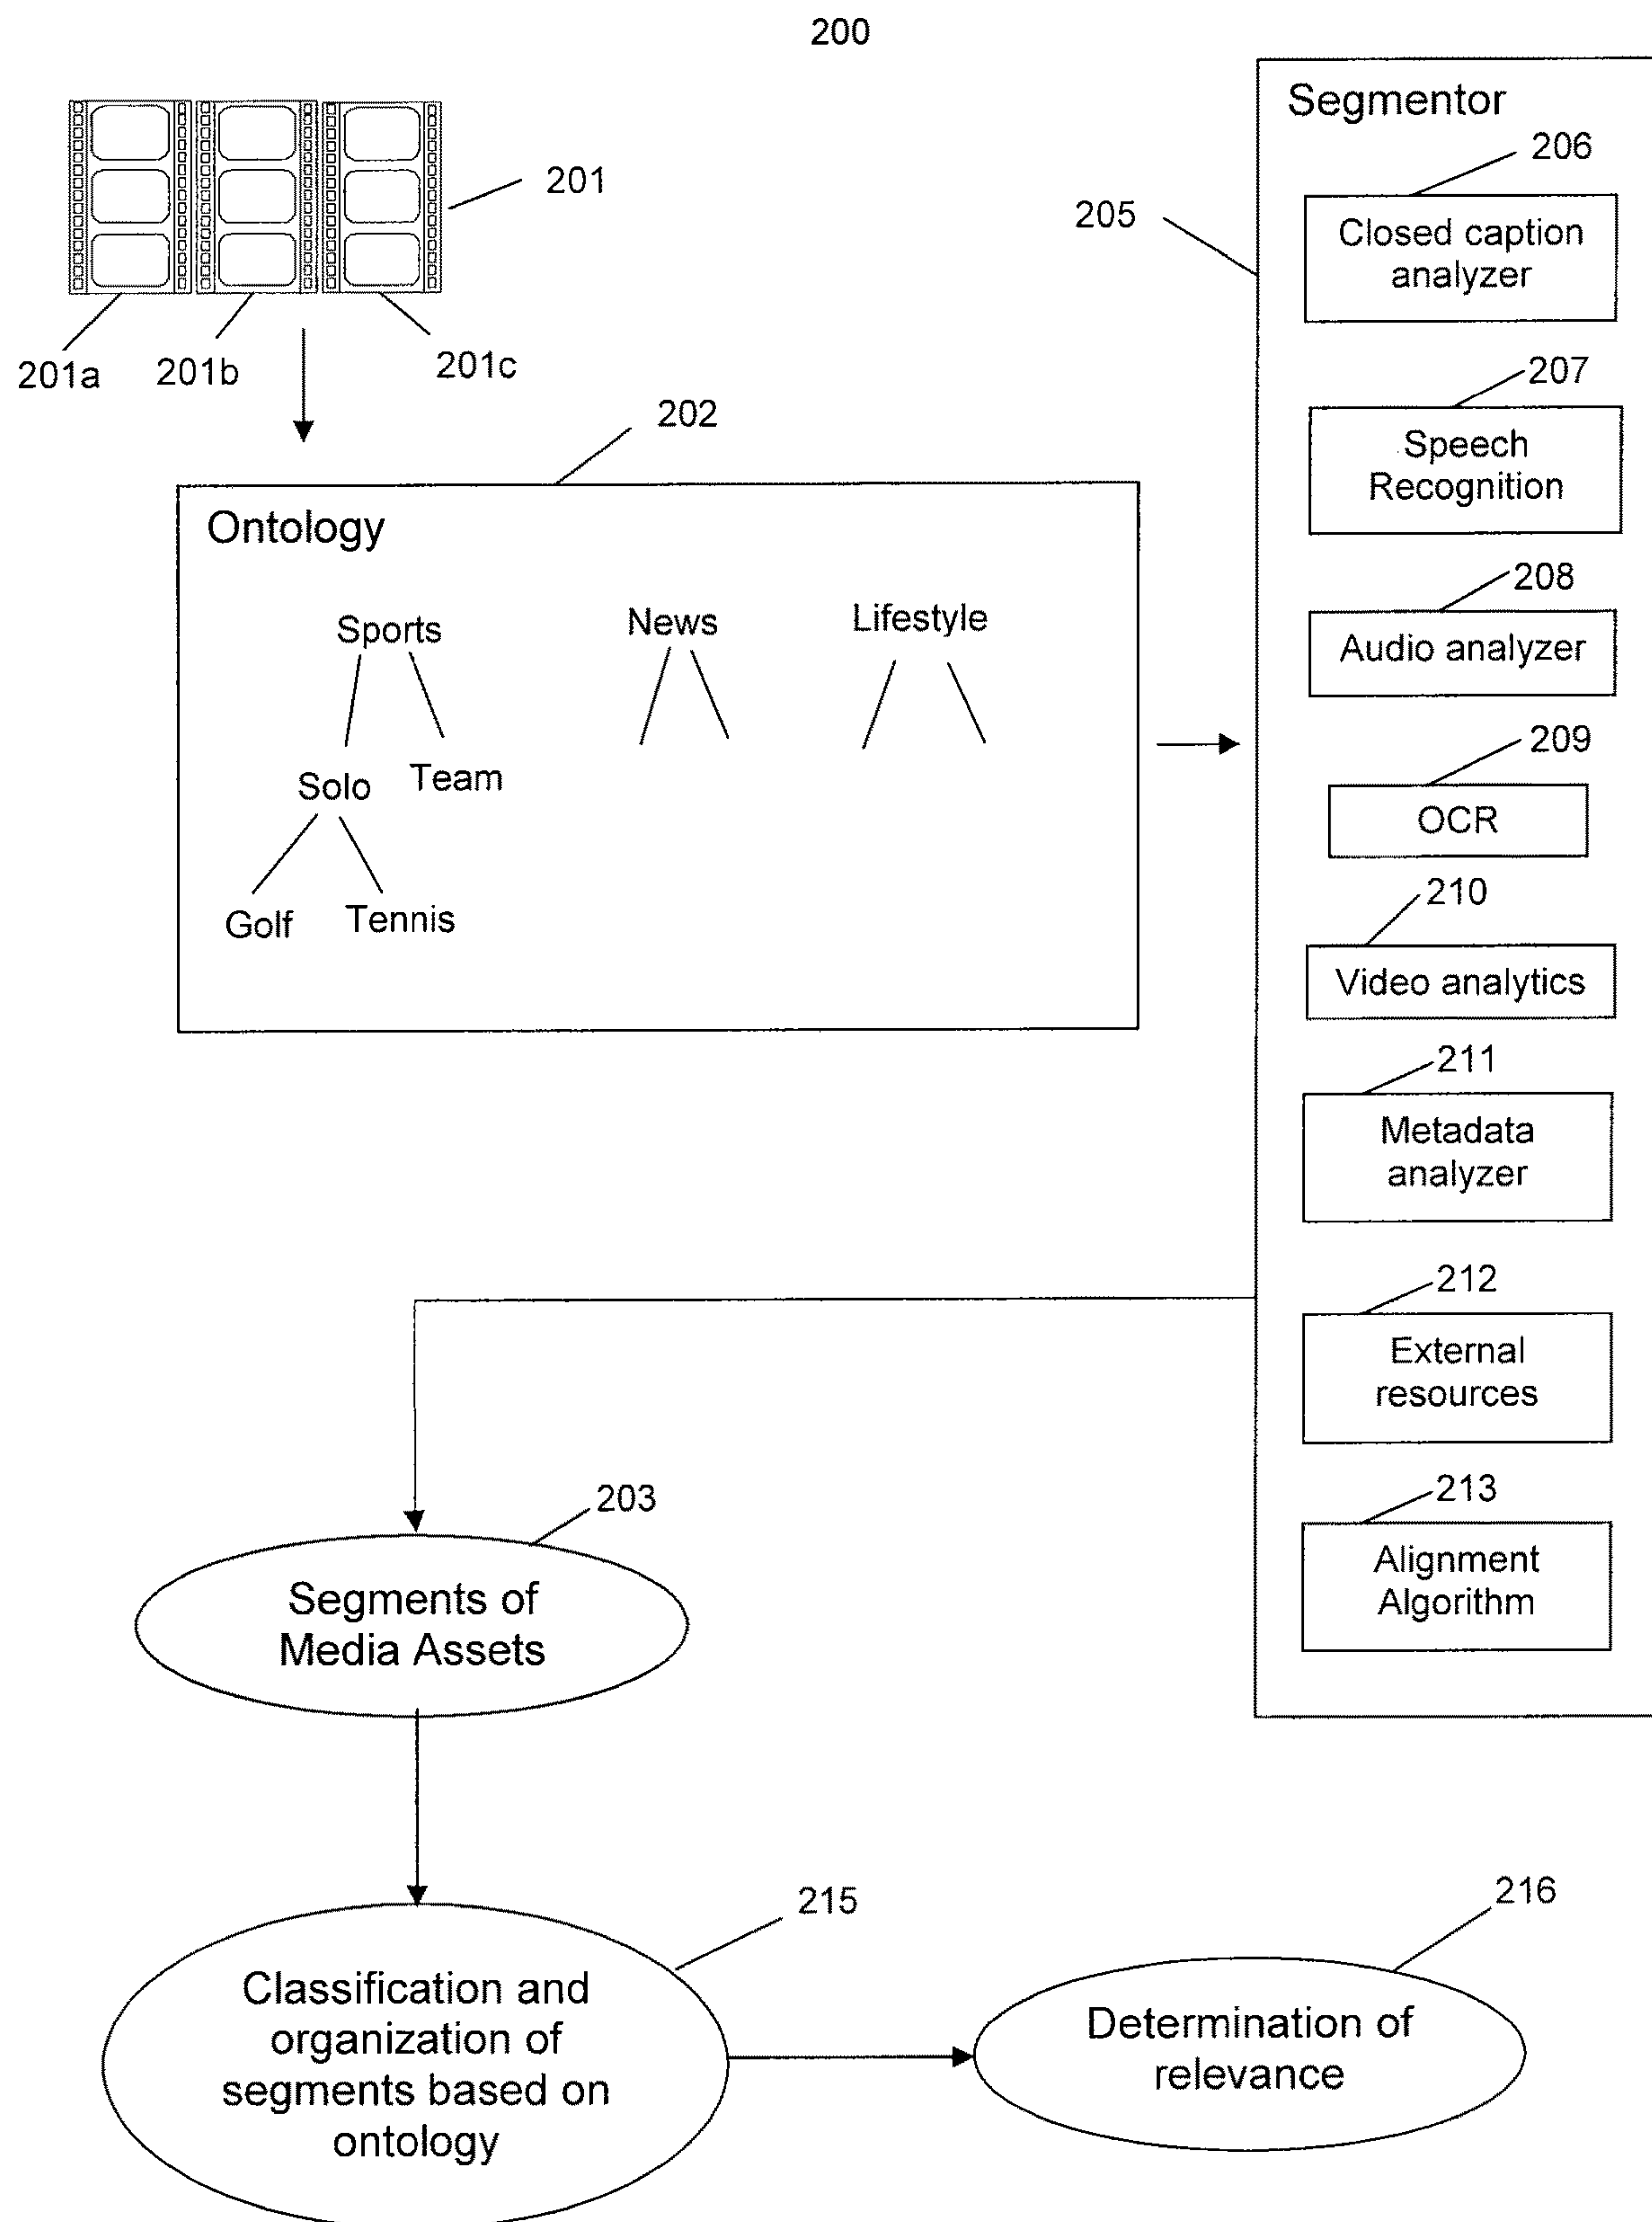 200
201
201a
201b
201c
202
Ontology
Sports
News
Lifestyle
Solo
Team
Golf
Tennis
205
Segmentor
206
Closed caption
analyzer
207
Speech
Recognition
208
Audio analyzer
209
OCR
210
Video analytics
211
Metadata
analyzer
212
External
resources
213
Alignment
Algorithm
203
Segments of
Media Assets
215
Classification and
organization of
segments based on
ontology
216
Determination of
relevance